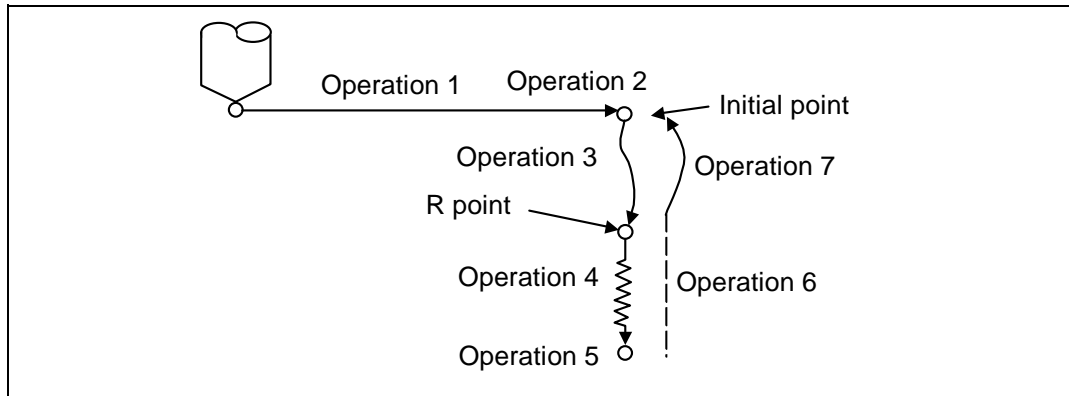 Operation 1
Operation 2
Initial point
Operation 3
Operation 7
R point
Operation 4
Operation 6
Operation 5